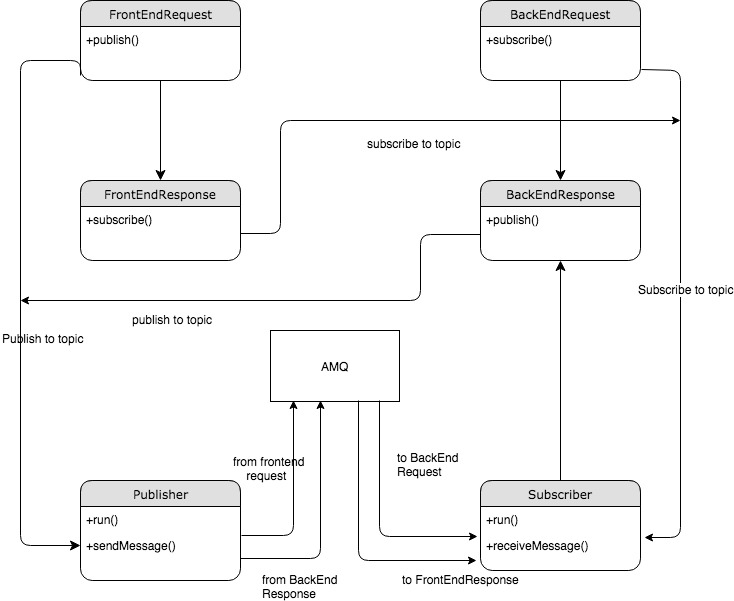 FrontEndRequest
+publish()
BackEndRequest
+subscribe()
subscribe to topic
FrontEndResponse
+subscribe()
BackEndResponse
+publish()
Subscribe to topic
publish to topic
Publish to topic
AMQ
from frontend
request
to BackEnd
Request
Publisher
+run()
+sendMessage()
Subscriber
+run()
+receiveMessage()
from BackEnd
Response
to FrontEndResponse